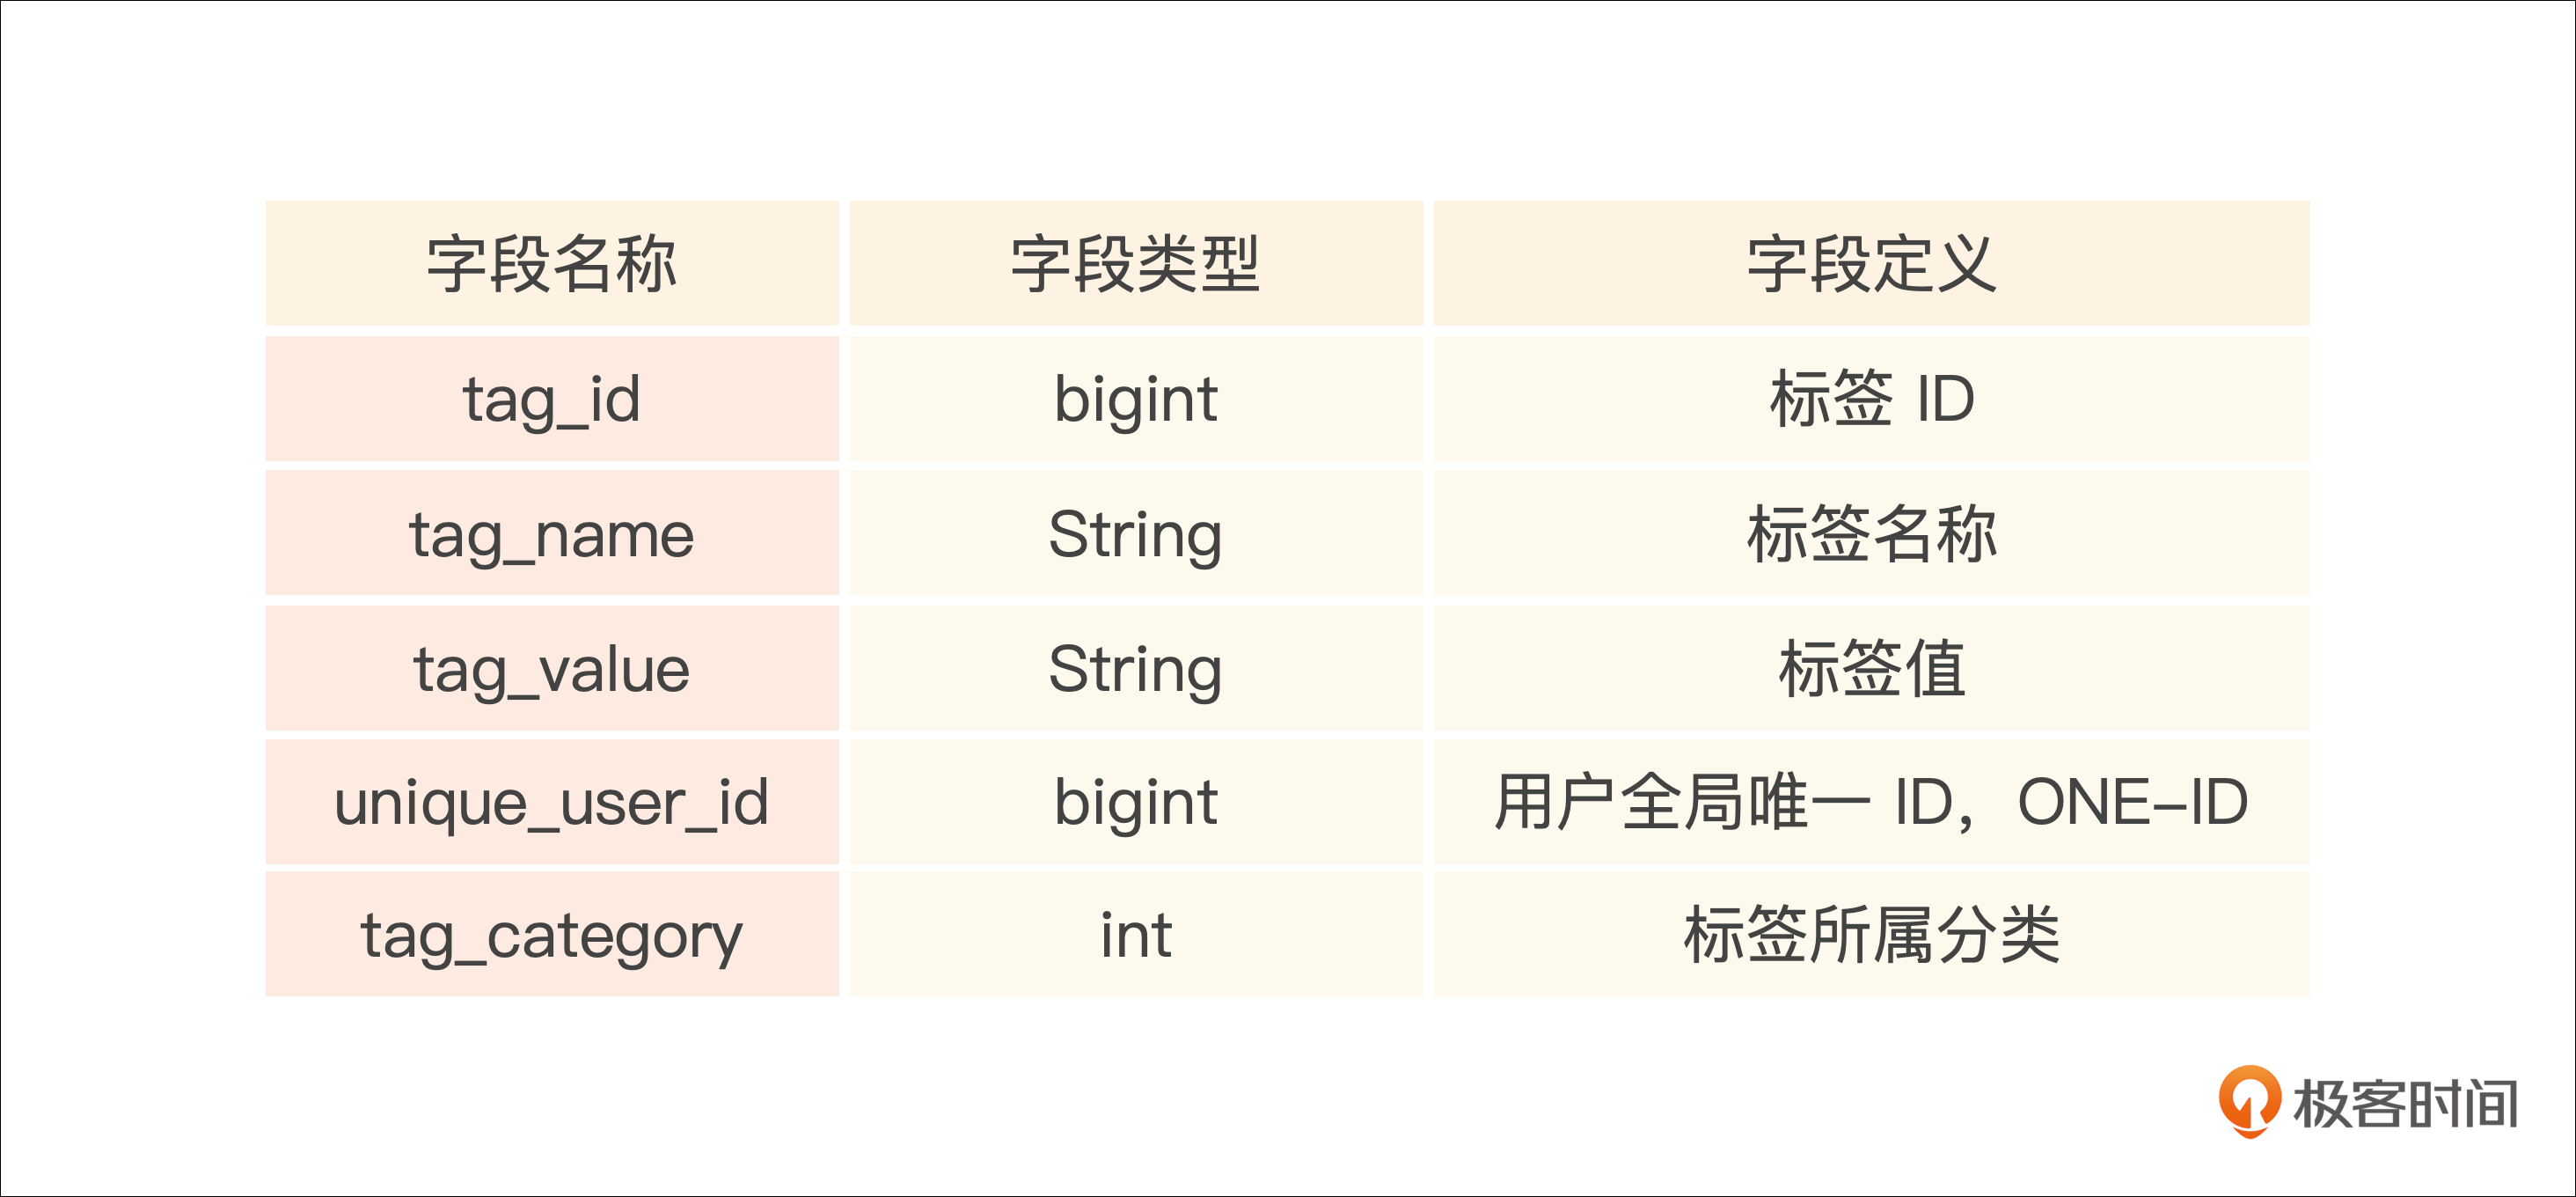 字段名称 字段类型 字段定义
tag_id bigint 标签 ID
tag_name String 标签名称
tag_value String 标签值
unique_user_id bigint 用户全局唯一 ID，ONE-ID
tag_category int 标签所属分类
极客时间